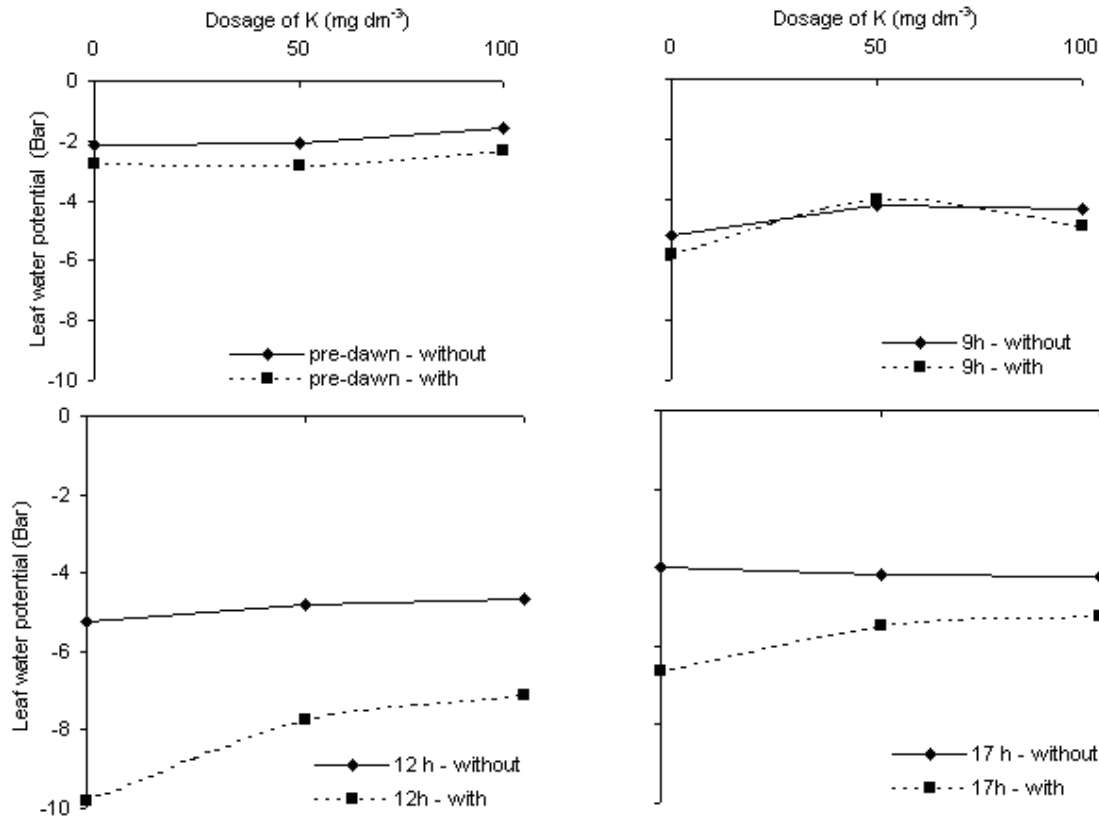 Dosage of K (mg dm⁻³)
0 50 100
Leaf water potential (Bar)
0
-2
-4
-6
-8
-10
pre-dawn - without
pre-dawn - with
Dosage of K (mg dm⁻³)
0 50 100
9h - without
9h - with
Leaf water potential (Bar)
0
-2
-4
-6
-8
-10
12 h - without
12h - with
17 h - without
17h - with